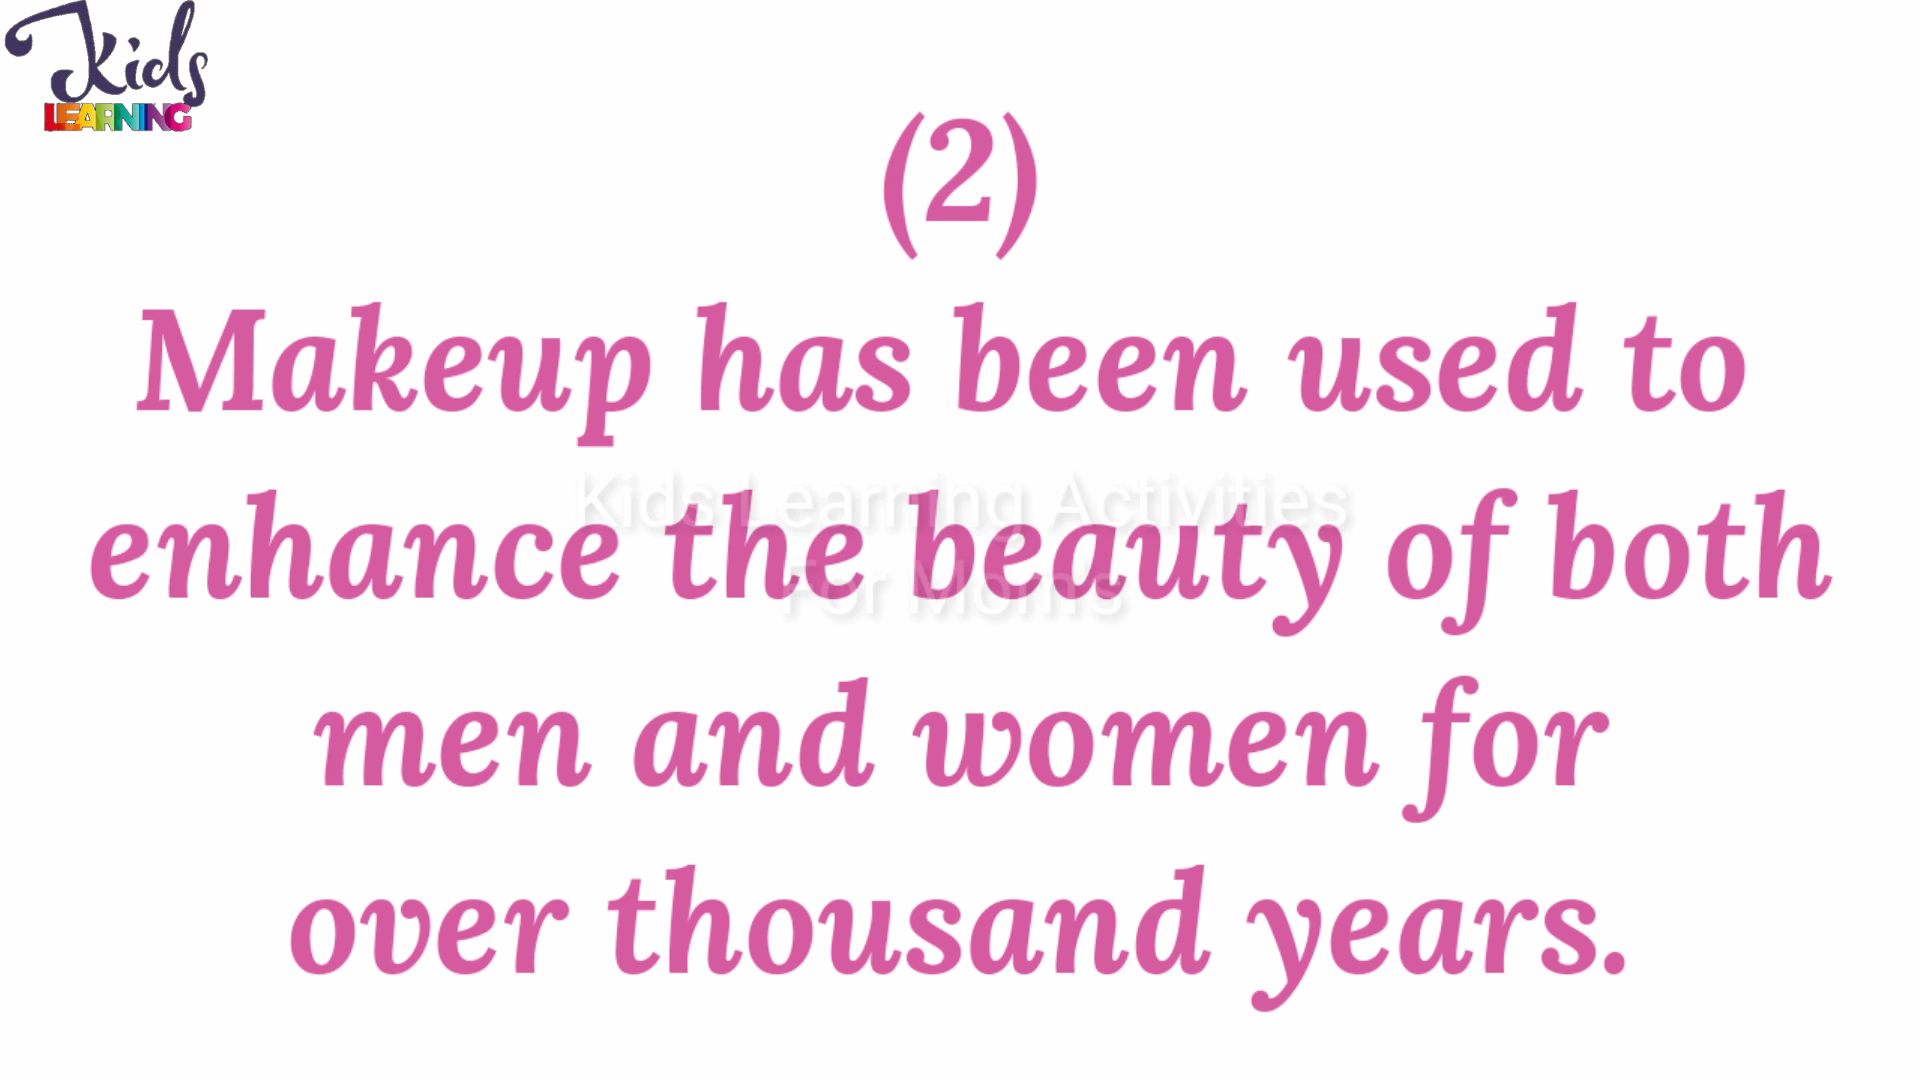 Kids
LEARNING
(2)
Makeup has been used to
enhance the beauty of both
men and women for
over thousand years.
Kids Learning Activities
For Moms